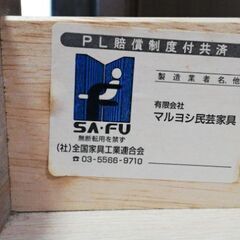 PL賠償制度付共済
製造業者名、他
有限会社
マルヨシ民芸家具
SA・FU
無断転用を禁ず
(社)全国家具工業連合会
☎ 03-5566-9710